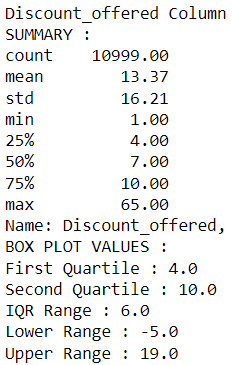 Discount_offered Column
SUMMARY :
count    10999.00
mean        13.37
std         16.21
min          1.00
25%          4.00
50%          7.00
75%         10.00
max         65.00
Name: Discount_offered,
BOX PLOT VALUES :
First Quartile : 4.0
Second Quartile : 10.0
IQR Range : 6.0
Lower Range : -5.0
Upper Range : 19.0